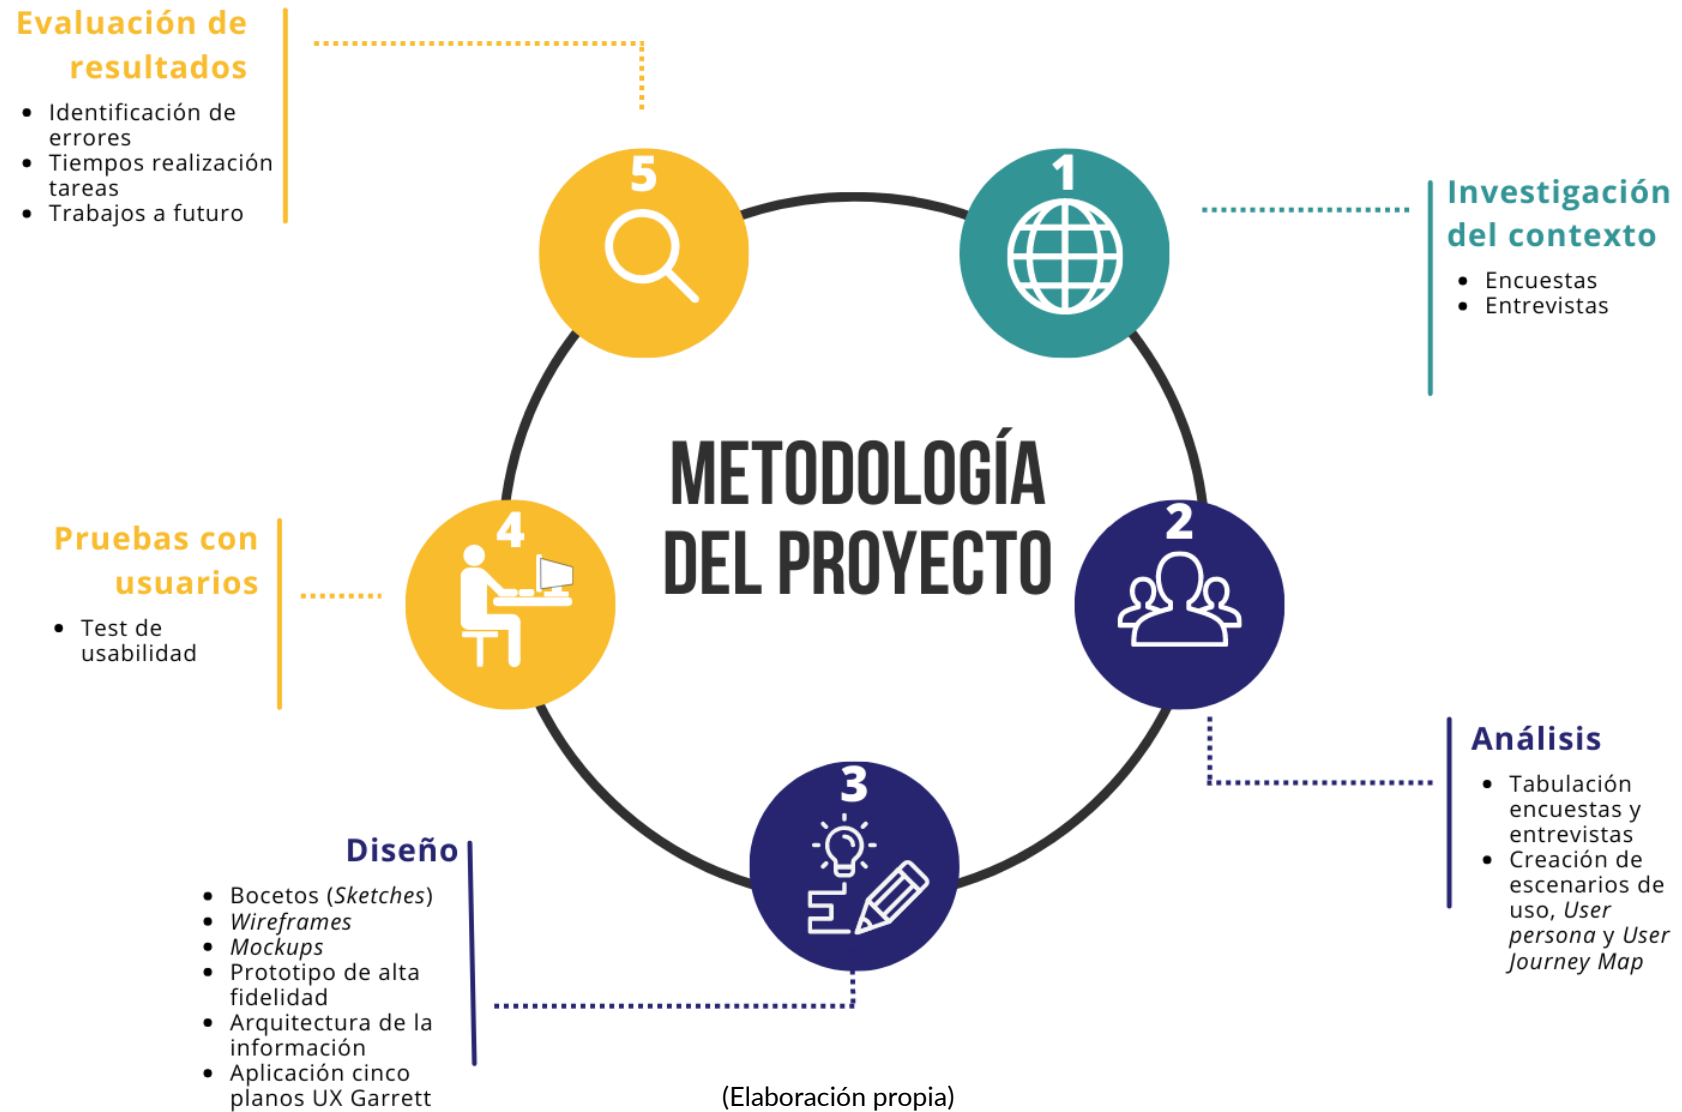 METODOLOGÍA
DEL PROYECTO
1
Investigación
del contexto
• Encuestas
• Entrevistas
2
Análisis
• Tabulación
encuestas y
entrevistas
• Creación de
escenarios de
uso, User
persona y User
Journey Map
3
Diseño
• Bocetos (Sketches)
• Wireframes
• Mockups
• Prototipo de alta
fidelidad
• Arquitectura de la
información
• Aplicación cinco
planos UX Garrett
4
Pruebas con
usuarios
• Test de
usabilidad
5
Evaluación de
resultados
• Identificación de
errores
• Tiempos realización
tareas
• Trabajos a futuro
(Elaboración propia)